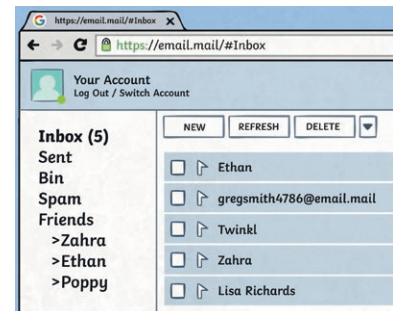 https://email.mail/#Inbox X
https://email.mail/#Inbox
Your Account
Log Out / Switch Account
NEW REFRESH DELETE
Inbox (5)
Sent
Bin
Spam
Friends
>Zahra
>Ethan
>Poppy
Ethan
gregsmith4786@email.mail
Twinkl
Zahra
Lisa Richards